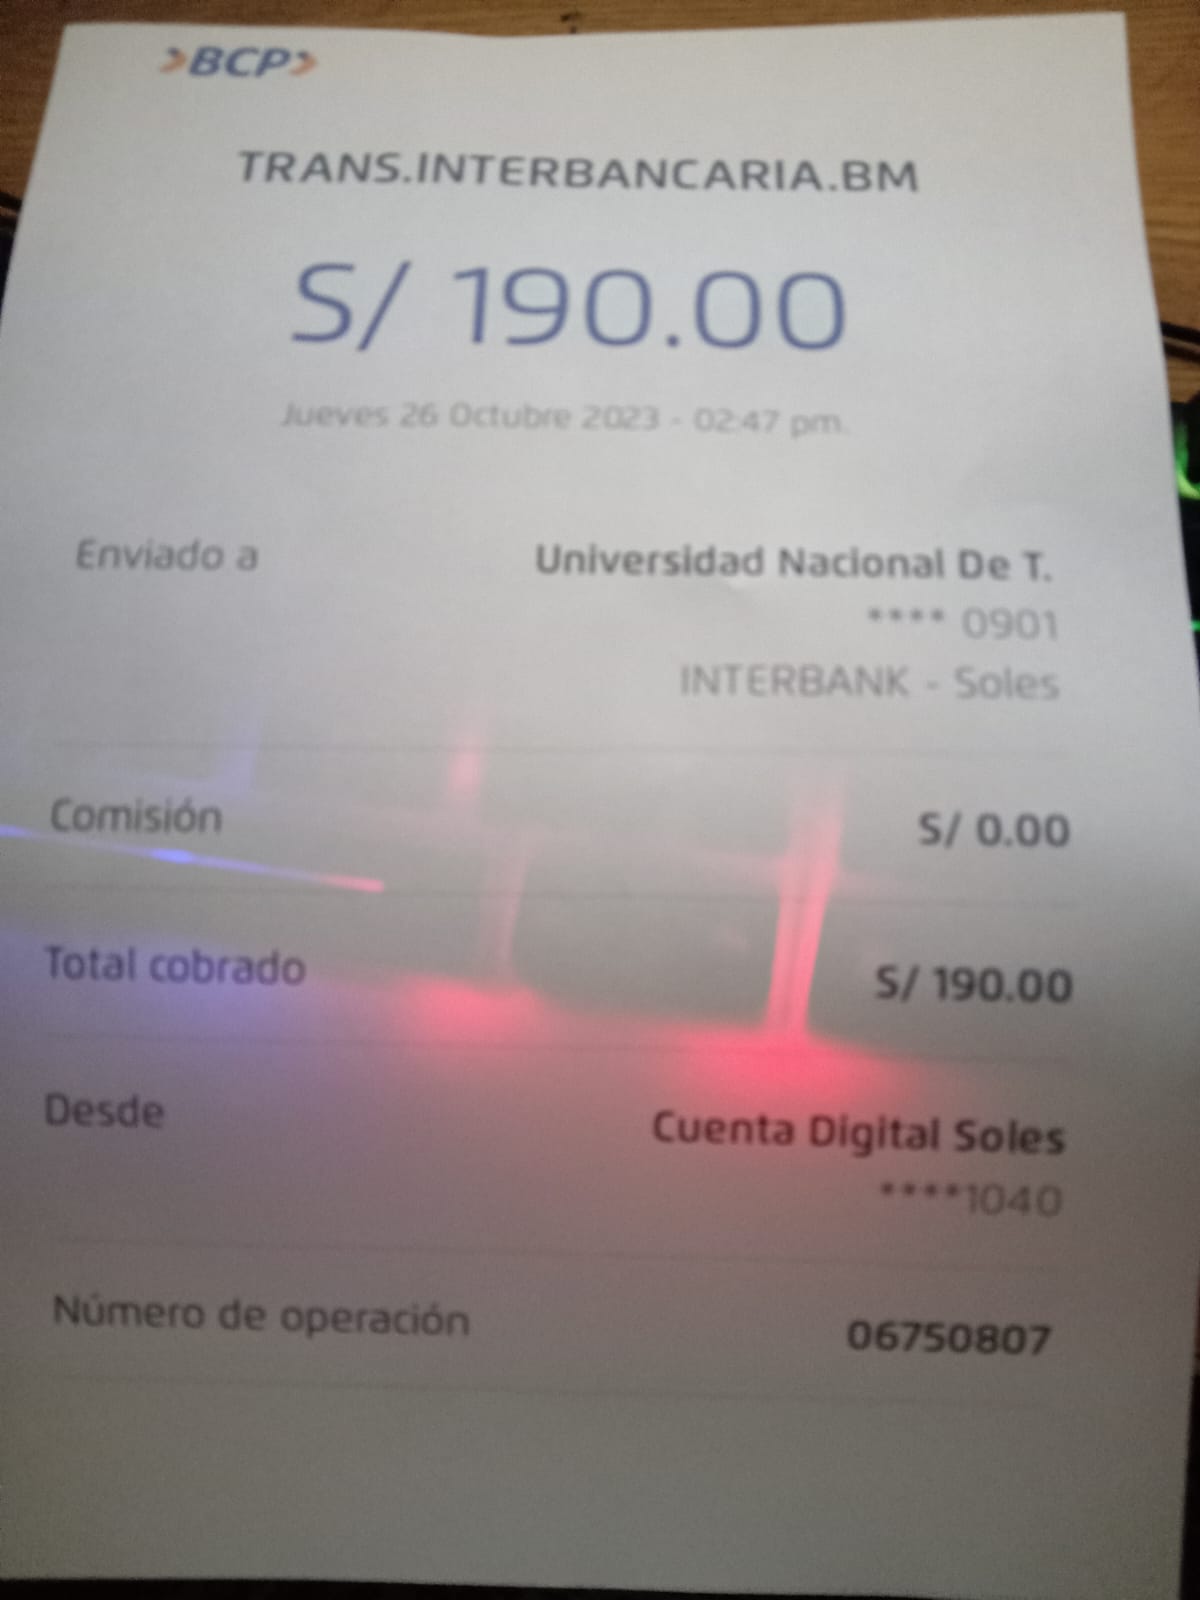 BCP
TRANS.INTERBANCARIA.BM
S/ 190.00
Jueves 26 Octubre 2023 - 02:47 pm.
Enviado a
Universidad Nacional De T.
**** 0901
INTERBANK - Soles
Comisión
S/ 0.00
Total cobrado
S/ 190.00
Desde
Cuenta Digital Soles
****1040
Número de operación
06750807